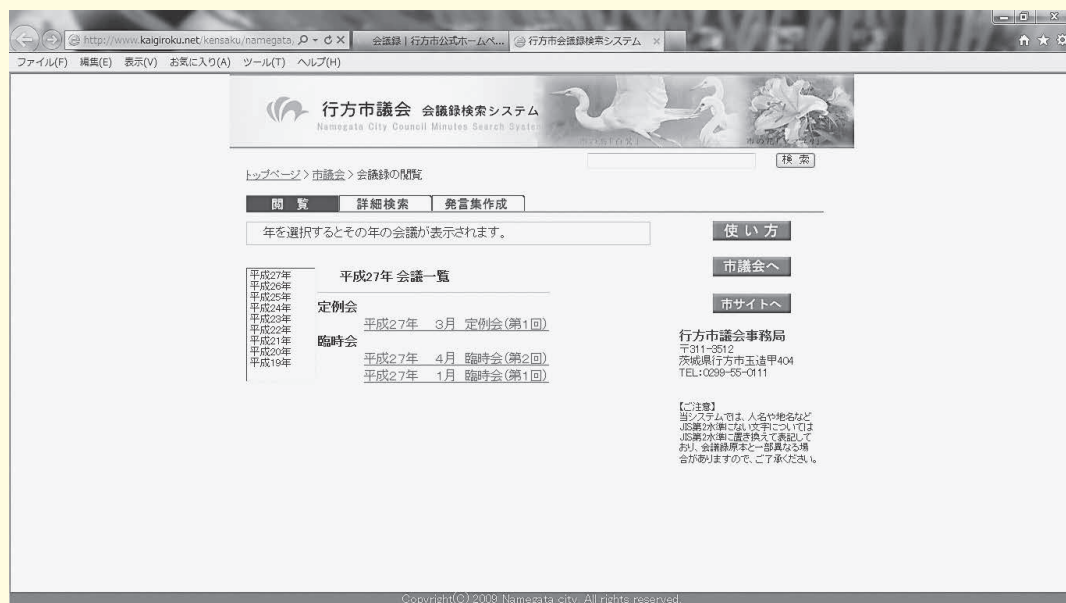 http://www.kaigiroku.net/kensaku/namegata,
会議録 | 行方市公式ホームペ...
行方市会議録検索システム
ファイル(F) 編集(E) 表示(V) お気に入り(A) ツール(T) ヘルプ(H)
行方市議会 会議録検索システム
Namegata City Council Minutes Search System
検 索
トップページ > 市議会 > 会議録の閲覧
閲 覧 詳細検索 発言集作成
年を選択するとその年の会議が表示されます。
使 い 方
市議会へ
市サイトへ
平成27年
平成26年
平成25年
平成24年
平成23年
平成22年
平成21年
平成20年
平成19年
平成27年 会議一覧
定例会
平成27年 3月 定例会(第1回)
臨時会
平成27年 4月 臨時会(第2回)
平成27年 1月 臨時会(第1回)
行方市議会事務局
〒311-3512
茨城県行方市玉造甲404
TEL:0299-55-0111
【ご注意】
当システムでは、人名や地名など
JIS第2水準にない文字については
JIS第2水準に置き換えて表記して
おり、会議録原本と一部異なる場
合がありますので、ご了承ください。
Copyright(C) 2009 Namegata city. All rights reserved.